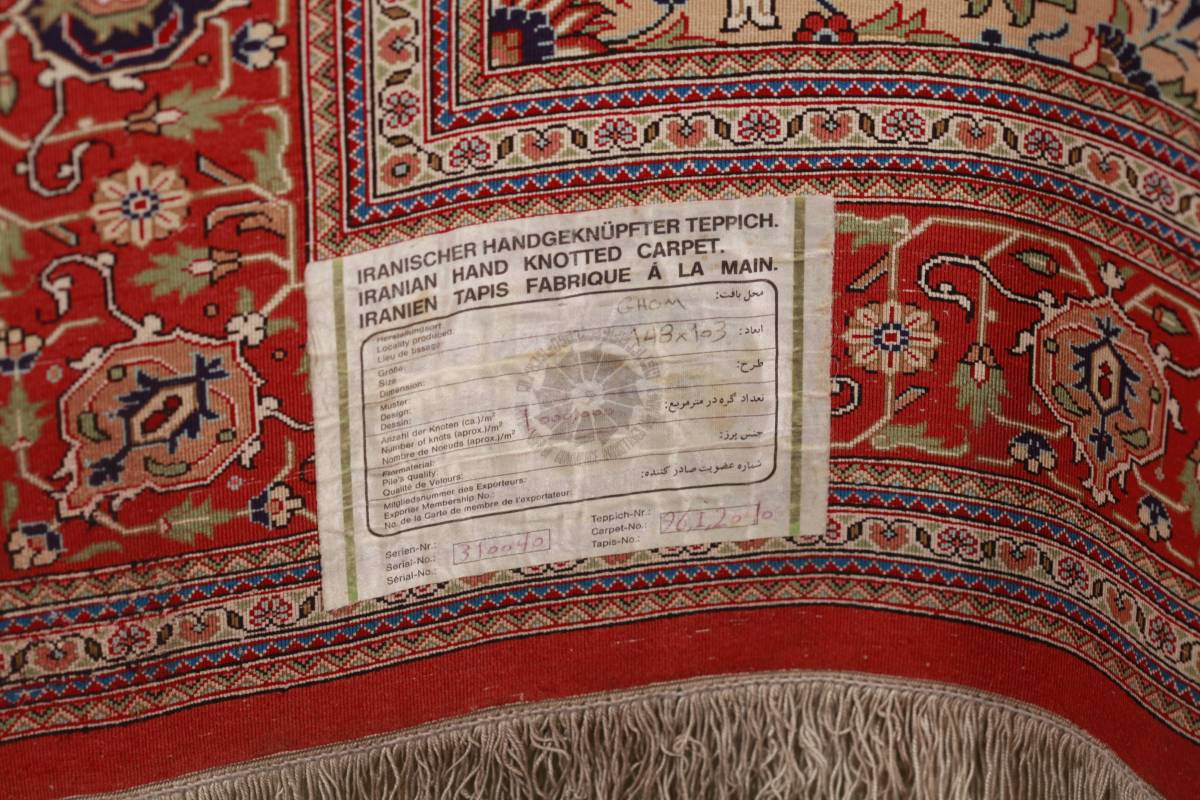 IRANISCHER HANDGEKNÜPFTER TEPPICH.
IRANIAN HAND KNOTTED CARPET.
IRANIEN TAPIS FABRIQUE Á LA MAIN.
Herstellungsort:
Locality produced: GHOM محل بافت:
Lieu de tissage:
Größe:
Size 148x103 ابعاد:
Dimension:
Muster:
Design: طرح:
Dessin:
Anzahl der Knoten (ca.)/m²
Number of knots (aprox.)/m² تعداد گره در مترمربع:
Nombre de Noeuds (aprox.)/m²
Flormaterial:
Pile's quality: جنس پرز:
Qualité de Velours:
Mitgliedsnummer des Exporteurs:
Exporter Membership No.: شماره عضویت صادر کننده:
No. de la Carte de membre de l'exportateur:
Serien-Nr.:
Serial-No.: 310040
Sérial-No.:
Teppich-Nr.:
Carpet-No.:
Tapis-No.: